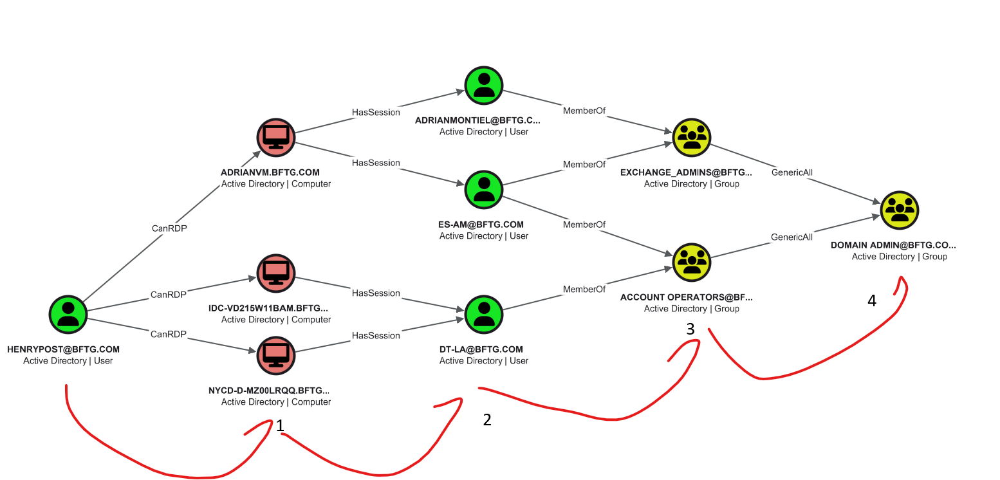 HasSession
MemberOf
ADRIANMONTIEL@BFTG.C...
Active Directory | User
HasSession
MemberOf
ADRIANVM.BFTG.COM
Active Directory | Computer
EXCHANGE_ADMINS@BFTG...
Active Directory | Group
GenericAll
CanRDP
ES-AM@BFTG.COM
Active Directory | User
MemberOf
GenericAll
DOMAIN ADMIN@BFTG.CO...
Active Directory | Group
CanRDP
HasSession
MemberOf
IDC-VD215W11BAM.BFTG...
Active Directory | Computer
ACCOUNT OPERATORS@BF...
Active Directory | Group
4
CanRDP
HasSession
3
HENRYPOST@BFTG.COM
Active Directory | User
DT-LA@BFTG.COM
Active Directory | User
NYCD-D-MZ00LRQQ.BFTG...
Active Directory | Computer
1
2